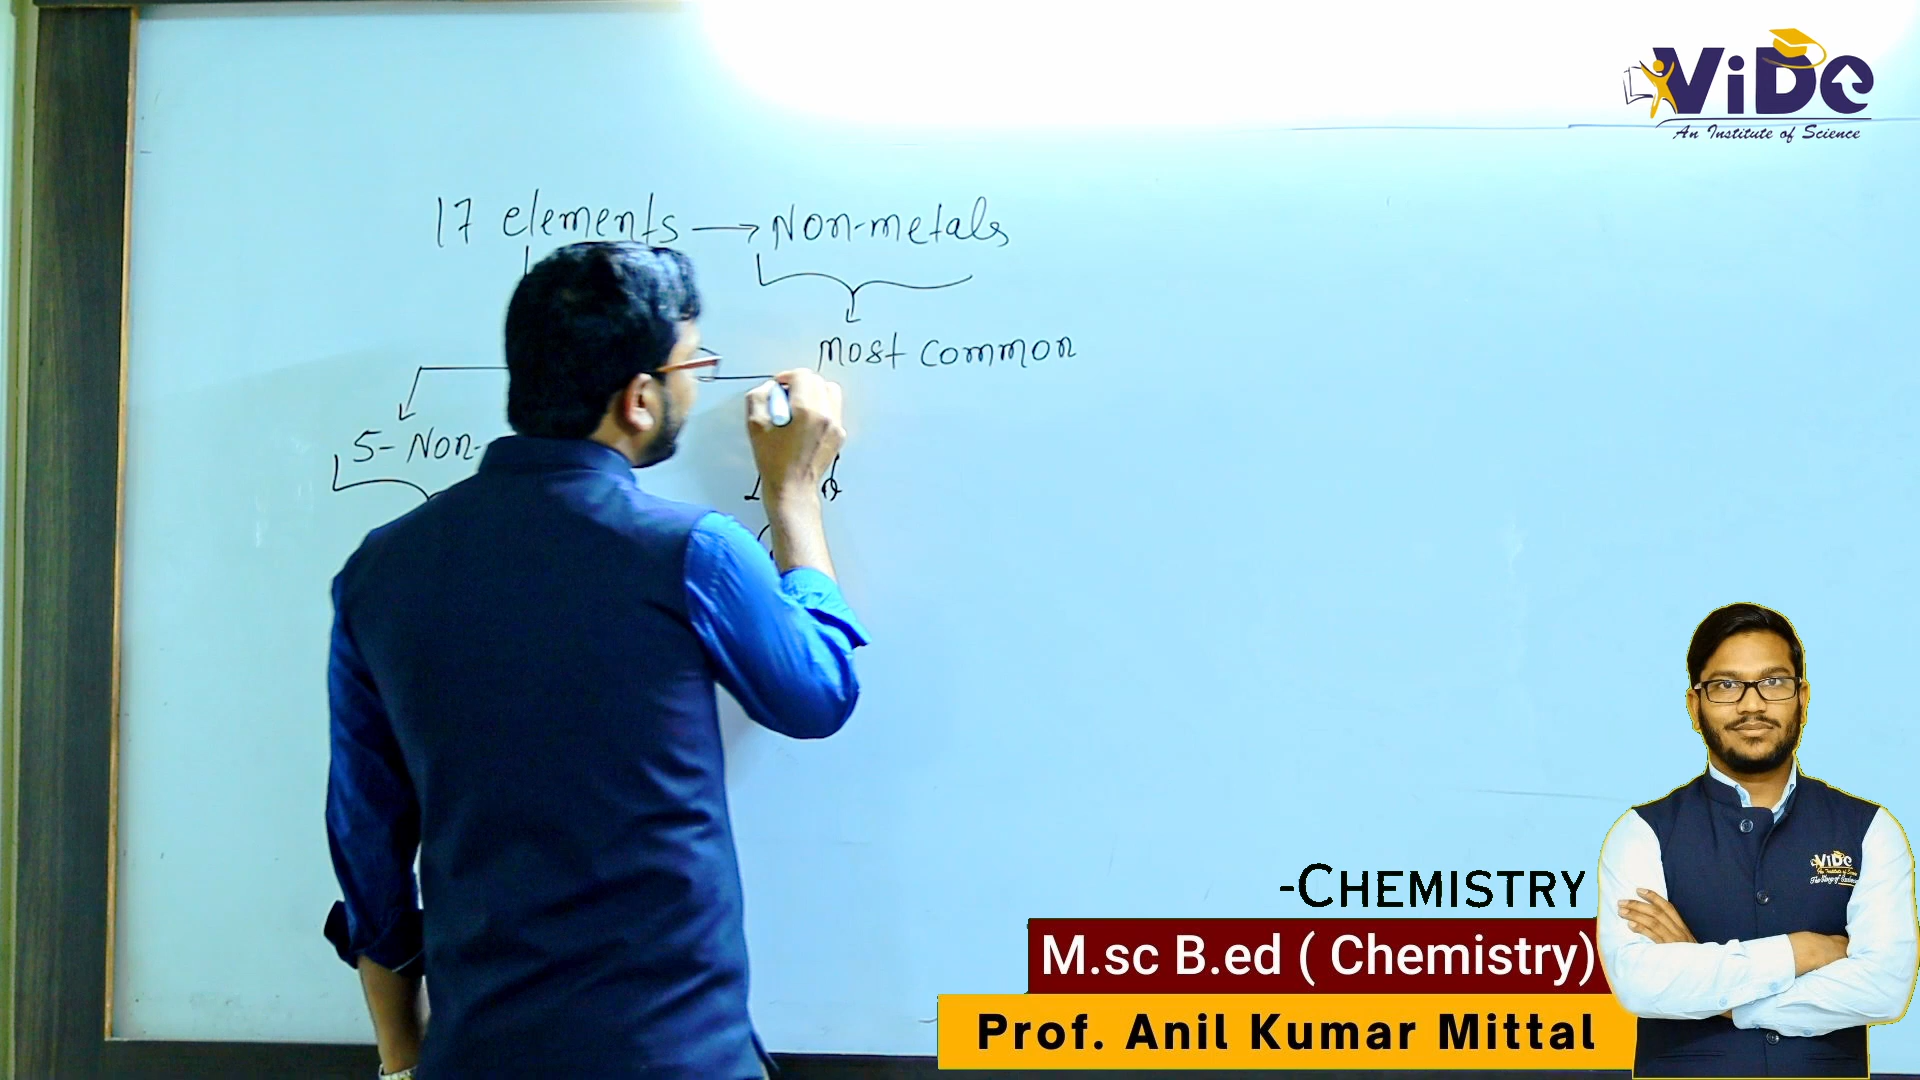 ViDe
An Institute of Science
17 elements → Non-metals
Most common
5- Non-
-CHEMISTRY
M.sc B.ed ( Chemistry)
Prof. Anil Kumar Mittal
ViDe